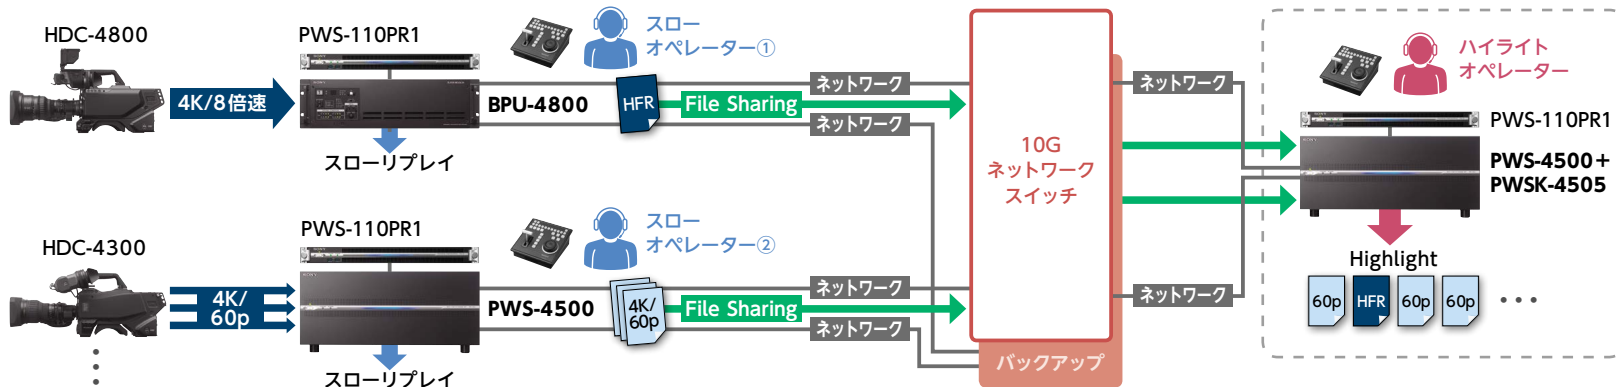 HDC-4800
4K/8倍速
PWS-110PR1
BPU-4800
スローリプレイ
スロー
オペレーター①
HFR
File Sharing
ネットワーク
ネットワーク
HDC-4300
4K/
60p
PWS-110PR1
PWS-4500
スローリプレイ
スロー
オペレーター②
4K/
60p
File Sharing
ネットワーク
ネットワーク
10G
ネットワーク
スイッチ
バックアップ
ネットワーク
ネットワーク
ハイライト
オペレーター
PWS-110PR1
PWS-4500+
PWSK-4505
Highlight
60p
HFR
60p
60p